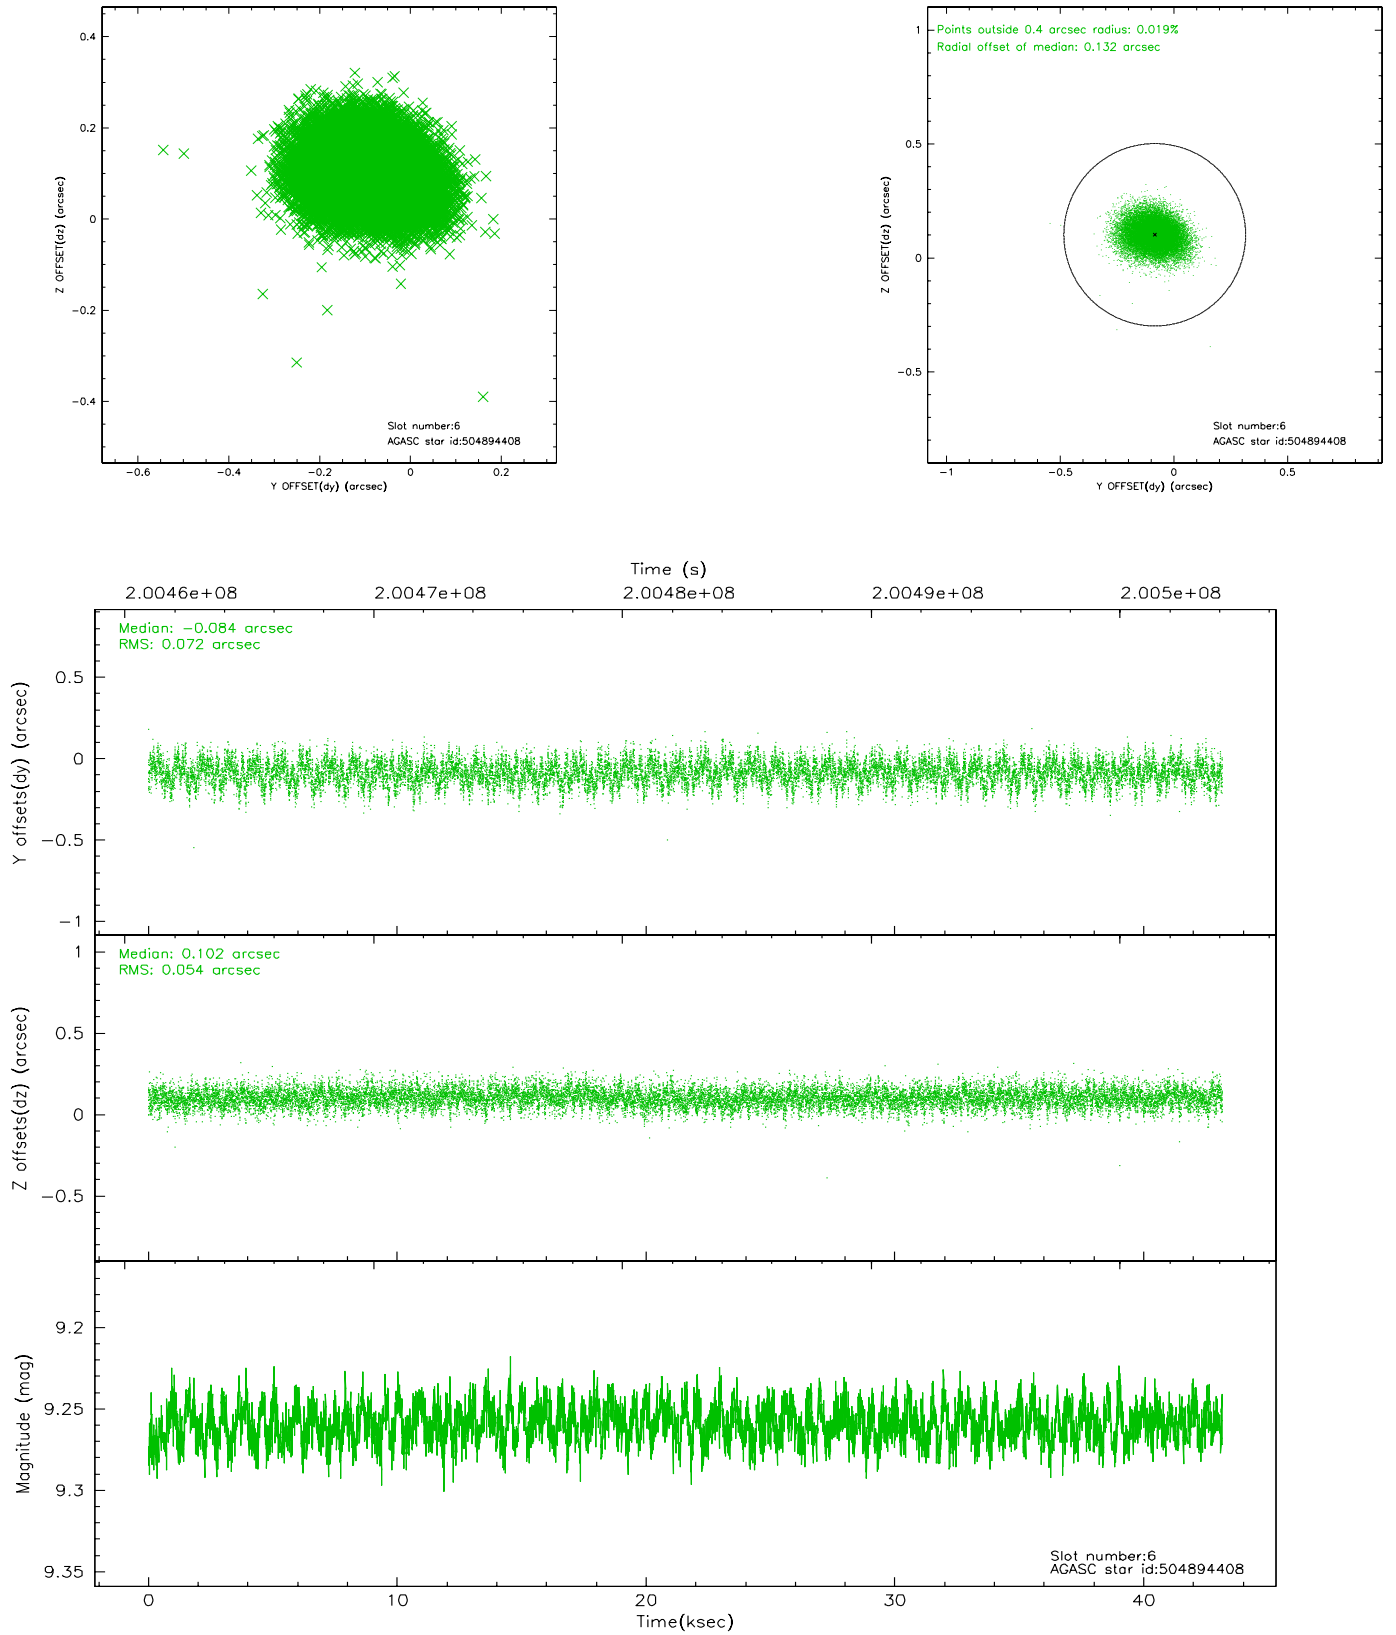 0.4
0.2
0
−0.2
−0.4
Z OFFSET(dz) (arcsec)
Slot number:6
AGASC star id:504894408
−0.6 −0.4 −0.2 0 0.2
Y OFFSET(dy) (arcsec)
Points outside 0.4 arcsec radius: 0.019%
Radial offset of median: 0.132 arcsec
1
0.5
0
−0.5
Z OFFSET(dz) (arcsec)
Slot number:6
AGASC star id:504894408
−1 −0.5 0 0.5
Y OFFSET(dy) (arcsec)
Time (s)
2.0046e+08 2.0047e+08 2.0048e+08 2.0049e+08 2.005e+08
Median: −0.084 arcsec
RMS: 0.072 arcsec
0.5
0
−0.5
−1
Y offsets(dy) (arcsec)
Median: 0.102 arcsec
RMS: 0.054 arcsec
1
0.5
0
−0.5
Z offsets(dz) (arcsec)
9.2
9.25
9.3
9.35
Magnitude (mag)
Slot number:6
AGASC star id:504894408
0 10 20 30 40
Time(ksec)